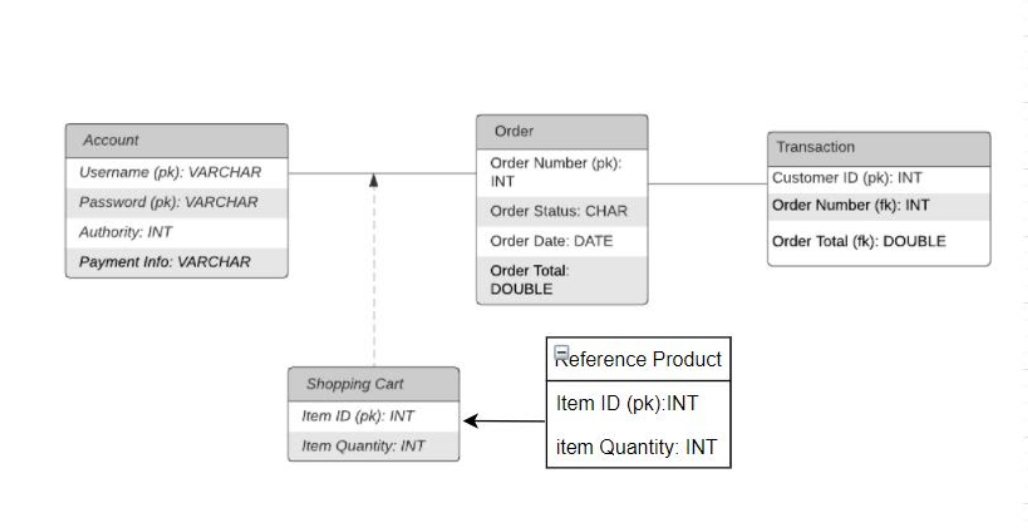 Account
Username (pk): VARCHAR
Password (pk): VARCHAR
Authority: INT
Payment Info: VARCHAR
Order
Order Number (pk):
INT
Order Status: CHAR
Order Date: DATE
Order Total:
DOUBLE
Transaction
Customer ID (pk): INT
Order Number (fk): INT
Order Total (fk): DOUBLE
Shopping Cart
Item ID (pk): INT
Item Quantity: INT
Reference Product
Item ID (pk):INT
item Quantity: INT